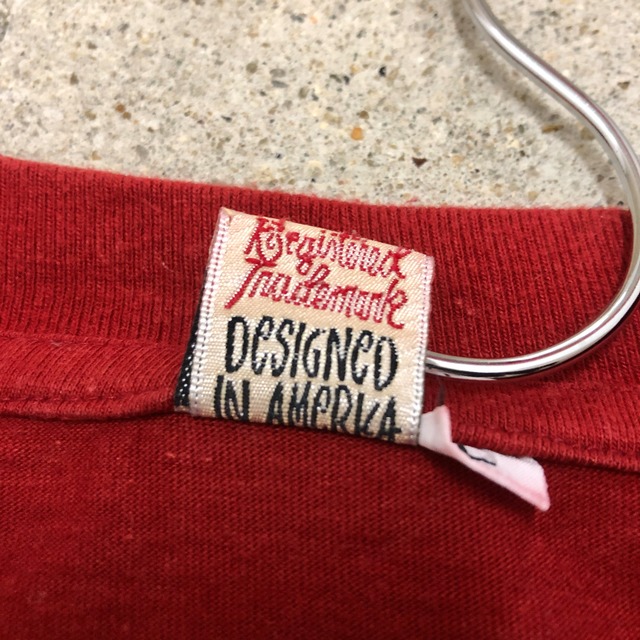 Registered
Trademark
DeSIGNeD
IN AMeRICA